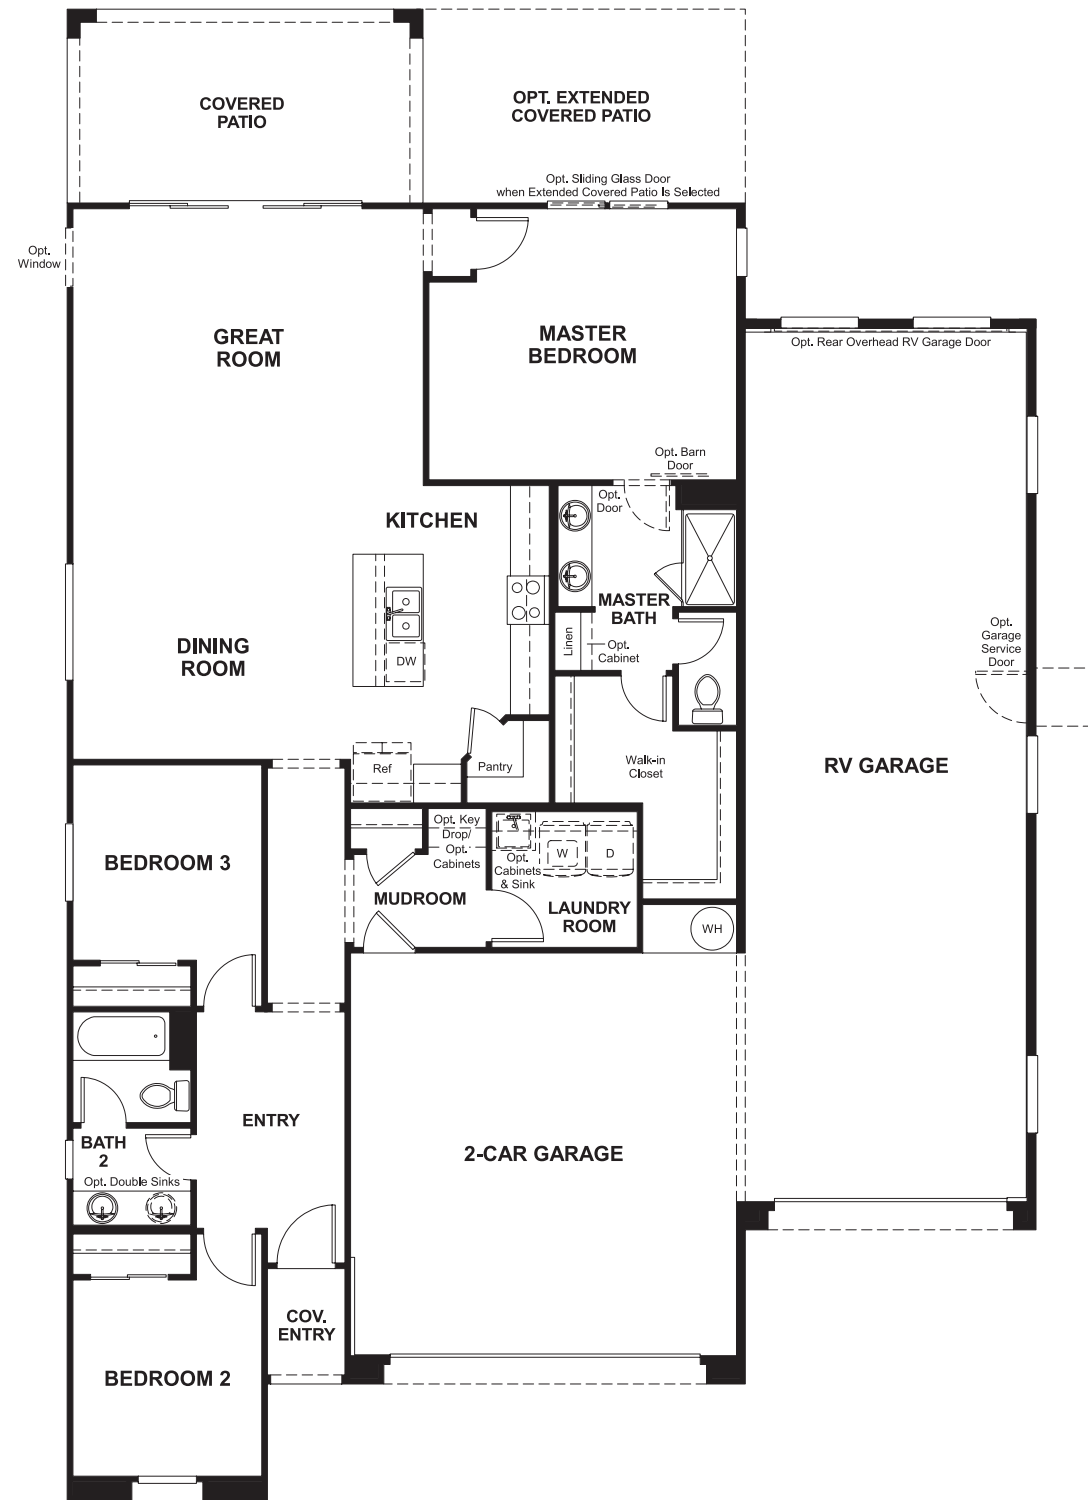 COVERED
PATIO
OPT. EXTENDED
COVERED PATIO
Opt. Sliding Glass Door
when Extended Covered Patio Is Selected
Opt.
Window
GREAT
ROOM
MASTER
BEDROOM
Opt. Rear Overhead RV Garage Door
Opt. Barn
Door
Opt.
Door
KITCHEN
MASTER
BATH
Linen
Opt.
Cabinet
DINING
ROOM
DW
Opt.
Garage
Service
Door
Ref
Pantry
Walk-in
Closet
RV GARAGE
BEDROOM 3
Opt. Key
Drop/
Opt.
Cabinets
Opt.
Cabinets
& Sink
W
D
MUDROOM
LAUNDRY
ROOM
WH
ENTRY
BATH
2
Opt. Double Sinks
2-CAR GARAGE
COV.
ENTRY
BEDROOM 2